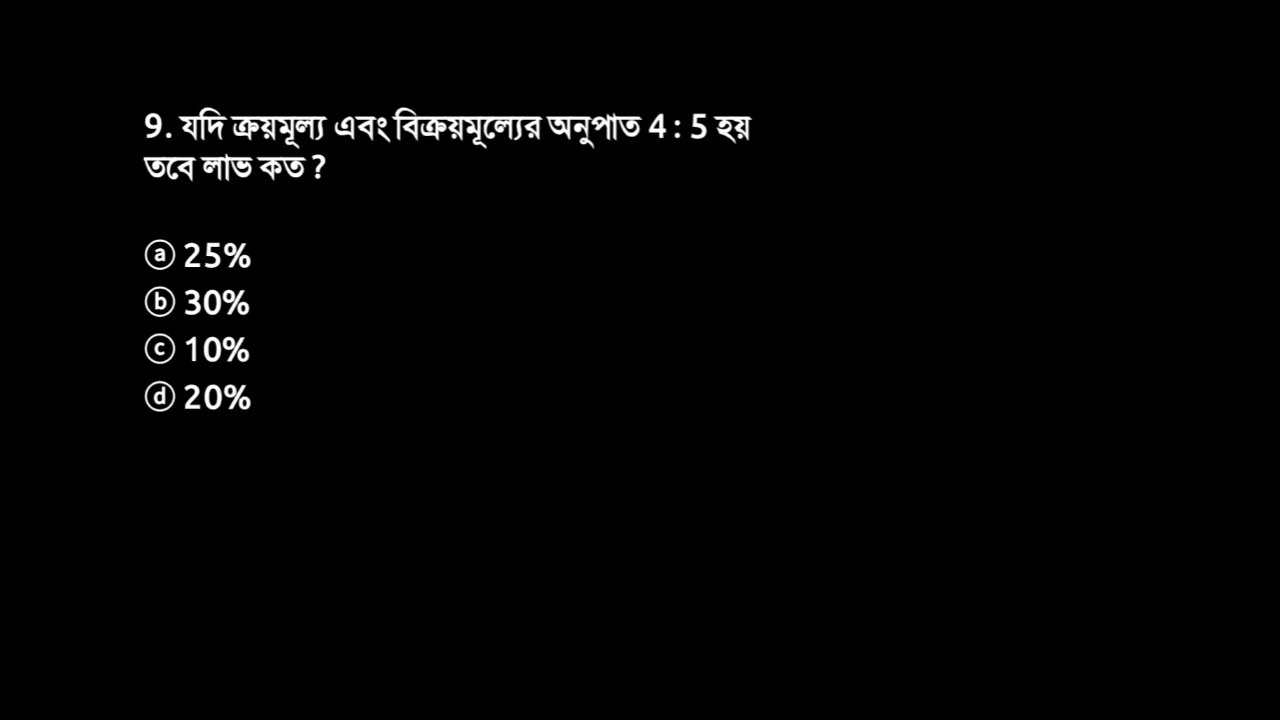 9. যদি ক্রয়মূল্য এবং বিক্রয়মূল্যের অনুপাত 4 : 5 হয়
তবে লাভ কত ?
ⓐ 25%
ⓑ 30%
ⓒ 10%
ⓓ 20%